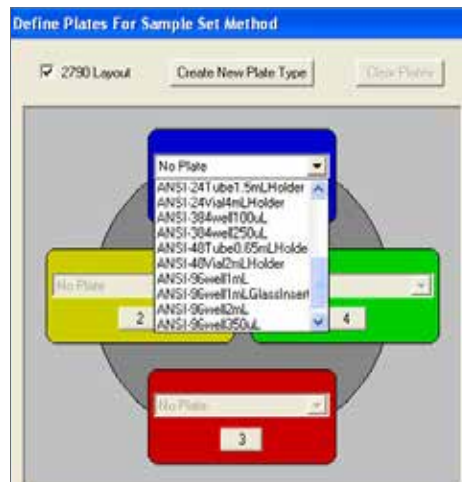 Define Plates For Sample Set Method
2790 Layout
Create New Plate Type
Clear Plates
No Plate
ANSI-24Tube1.5mLHolder
ANSI-24Vial4mLHolder
ANSI-384well100uL
ANSI-384well250uL
ANSI-48Tube0.65mLHolde
ANSI-48Vial2mLHolder
ANSI-96well1mL
ANSI-96well1mLGlassInsert
ANSI-96well2mL
ANSI-96well350uL
No Plate
2
4
No Plate
3